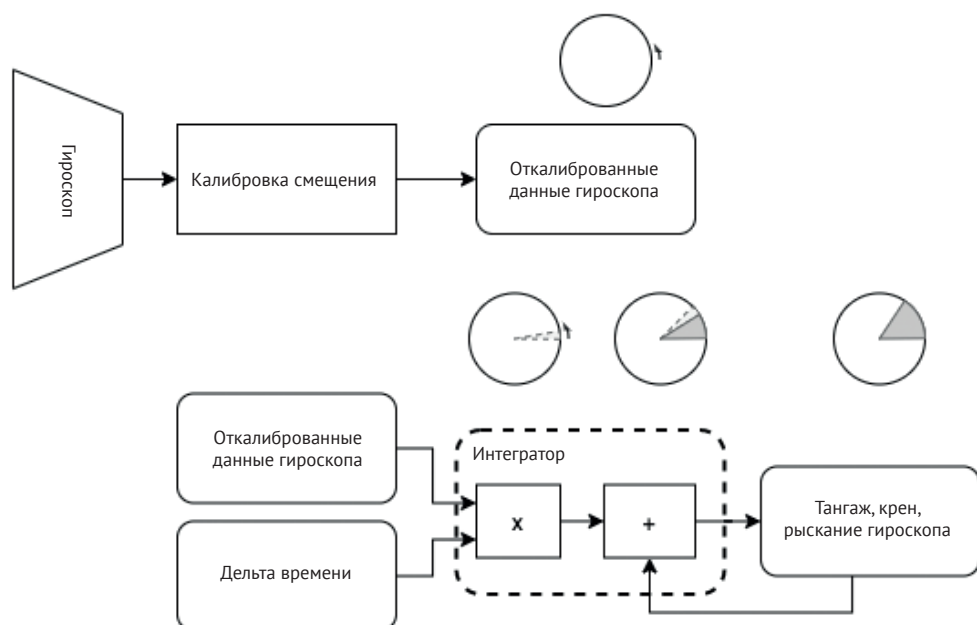 Гироскоп
Калибровка смещения
Откалиброванные
данные гироскопа
Откалиброванные
данные гироскопа
Дельта времени
Интегратор
x
+
Тангаж, крен,
рыскание гироскопа